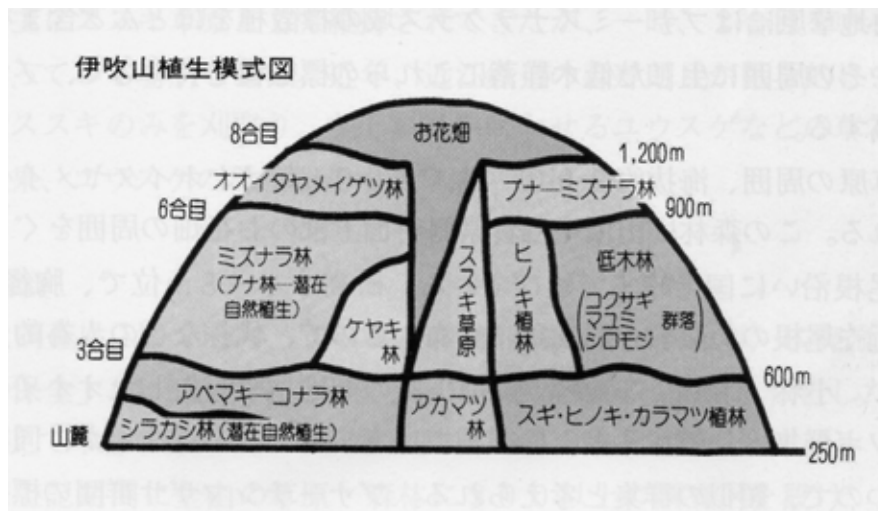 伊吹山植生模式図
8合目
お花畑
1,200m
オオイタヤメイゲツ林
ブナーミズナラ林
6合目
900m
ミズナラ林
(ブナ林—潜在
自然植生)
ケヤキ
林
ススキ草原
ヒノキ植林
低木林
(コクサギ
マユミ
シロモジ
群落)
3合目
600m
アベマキーコナラ林
アカマツ
林
スギ・ヒノキ・カラマツ植林
シラカシ林(潜在自然植生)
山麓
250m